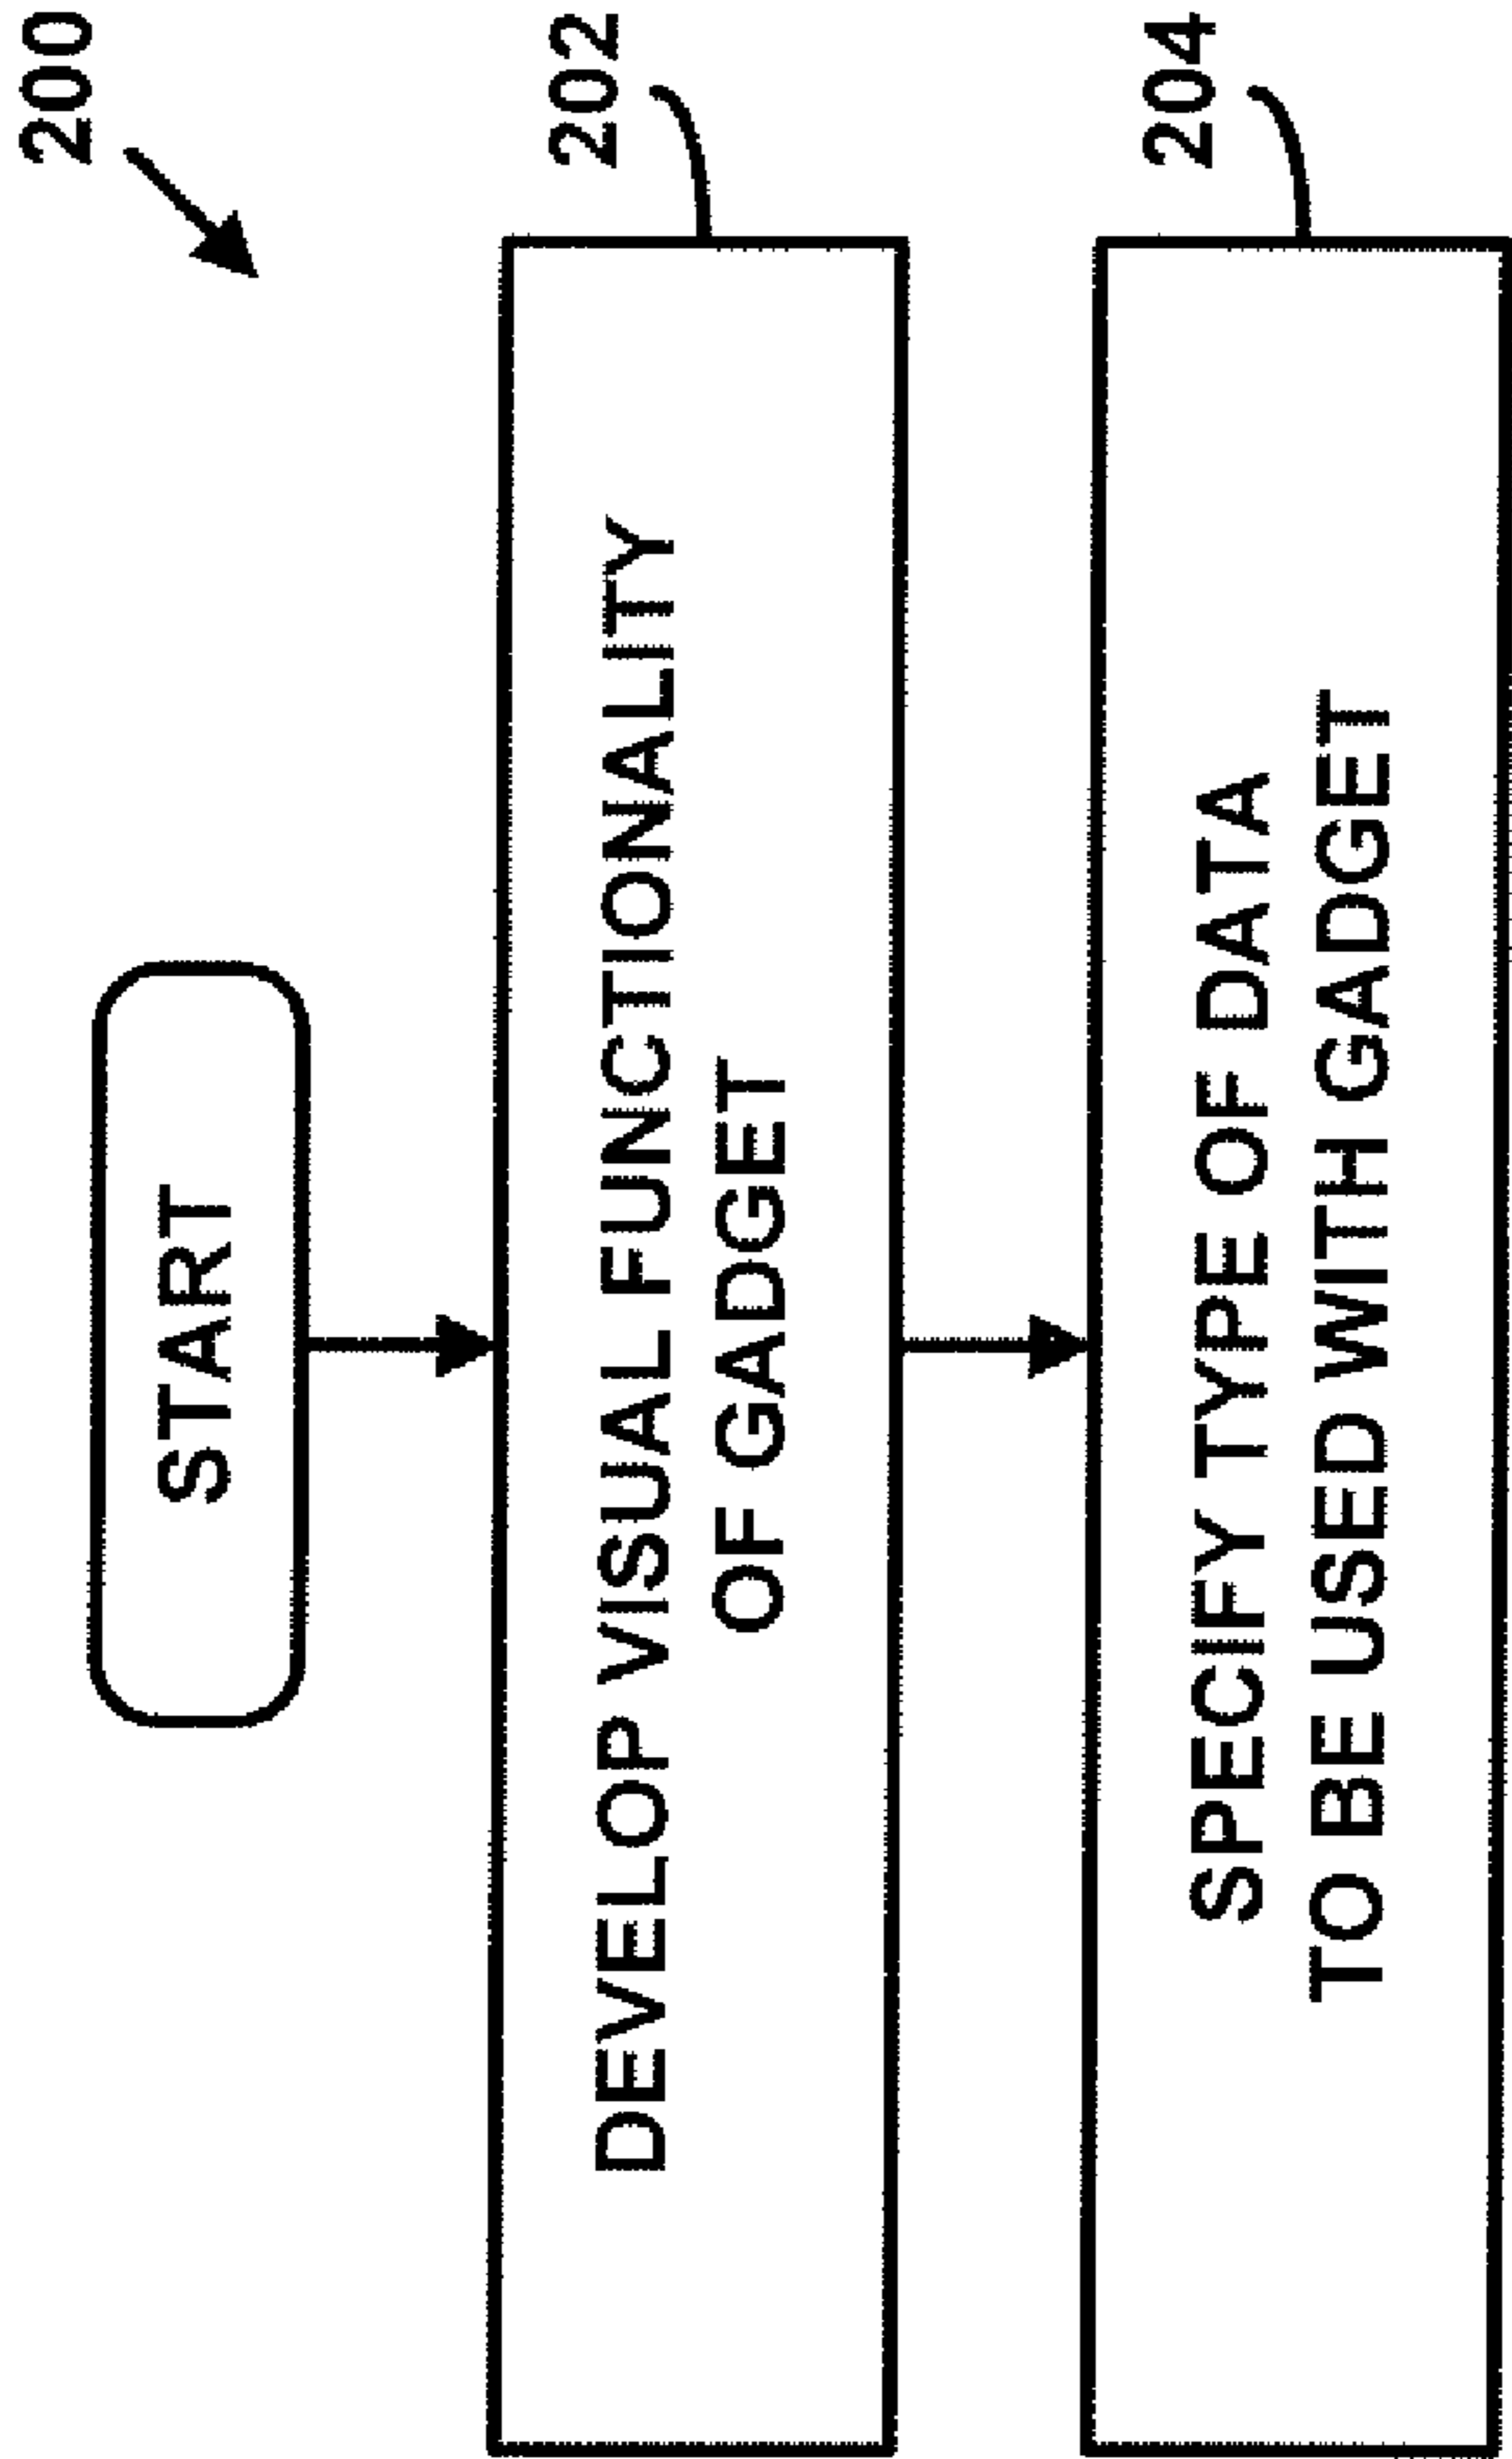 200
START
202
DEVELOP VISUAL FUNCTIONALITY
OF GADGET
204
SPECIFY TYPE OF DATA
TO BE USED WITH GADGET